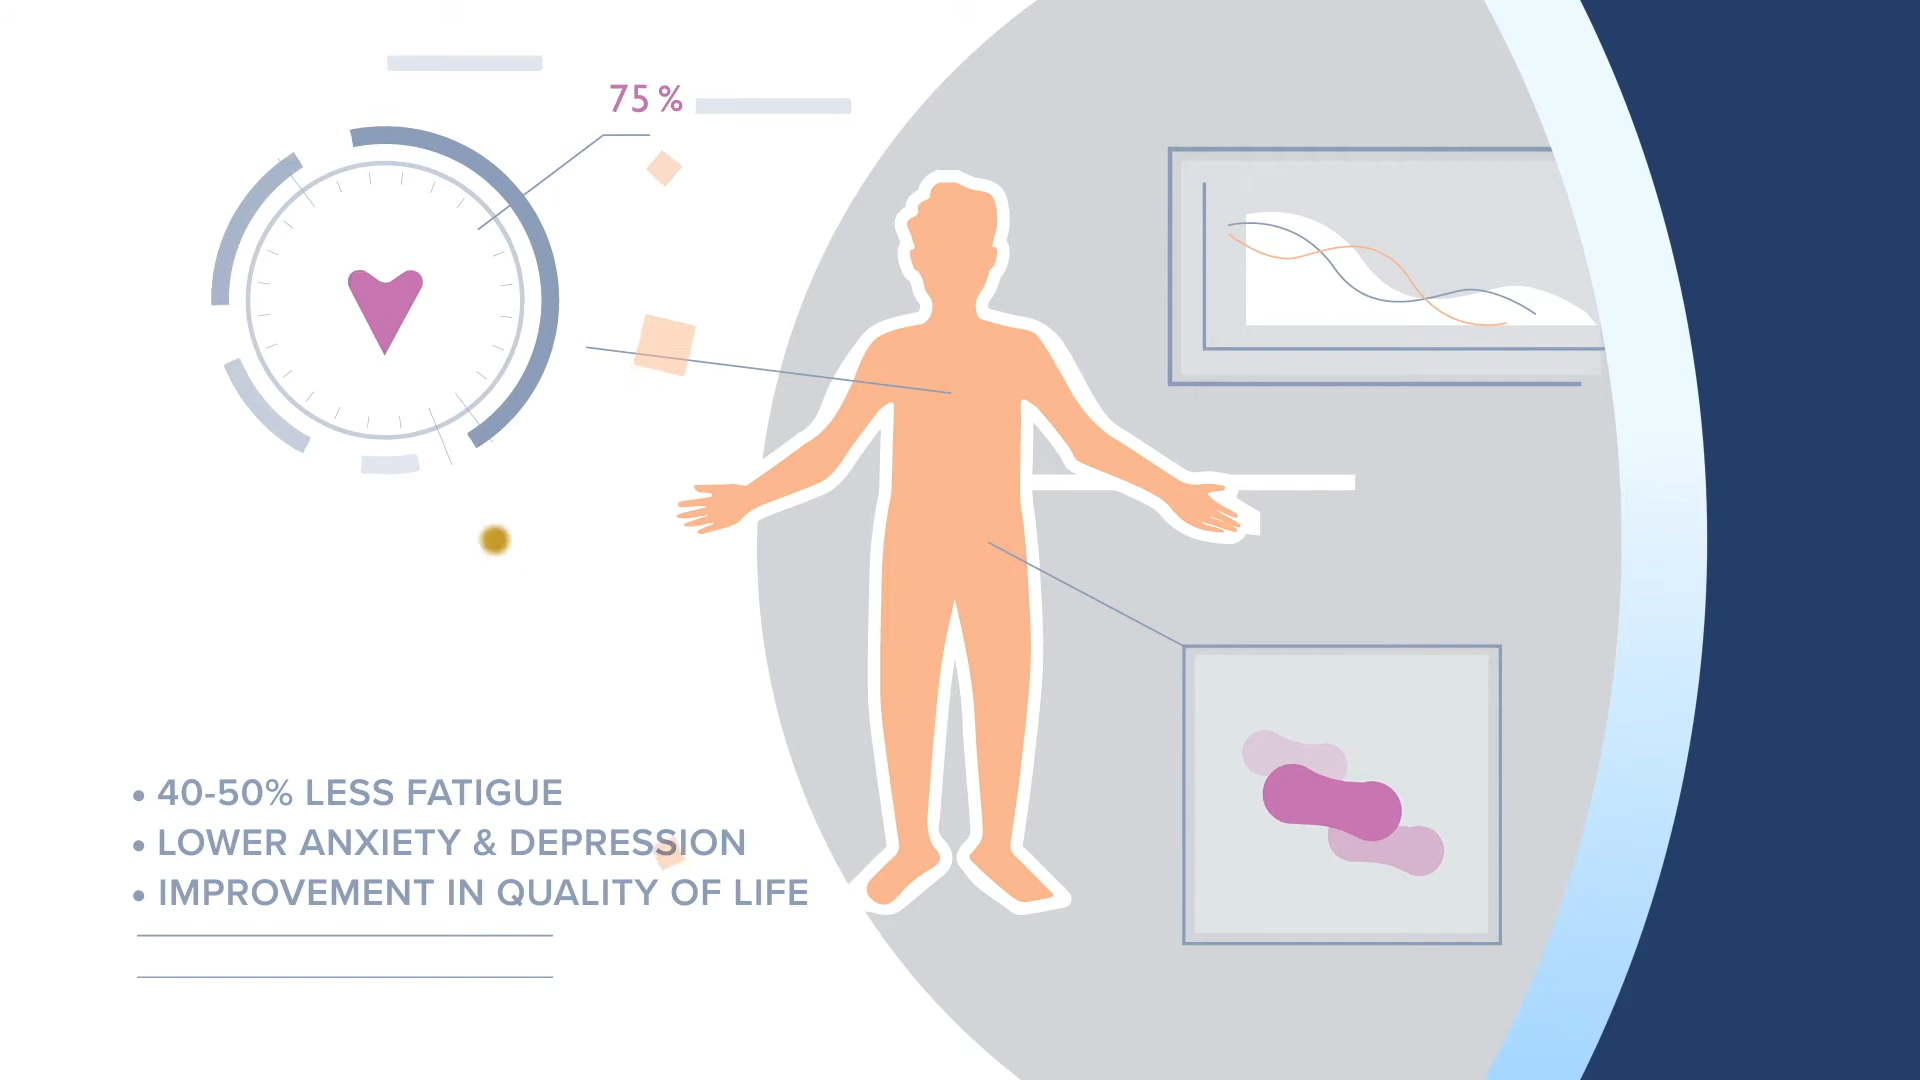 75 %
• 40-50% LESS FATIGUE
• LOWER ANXIETY & DEPRESSION
• IMPROVEMENT IN QUALITY OF LIFE